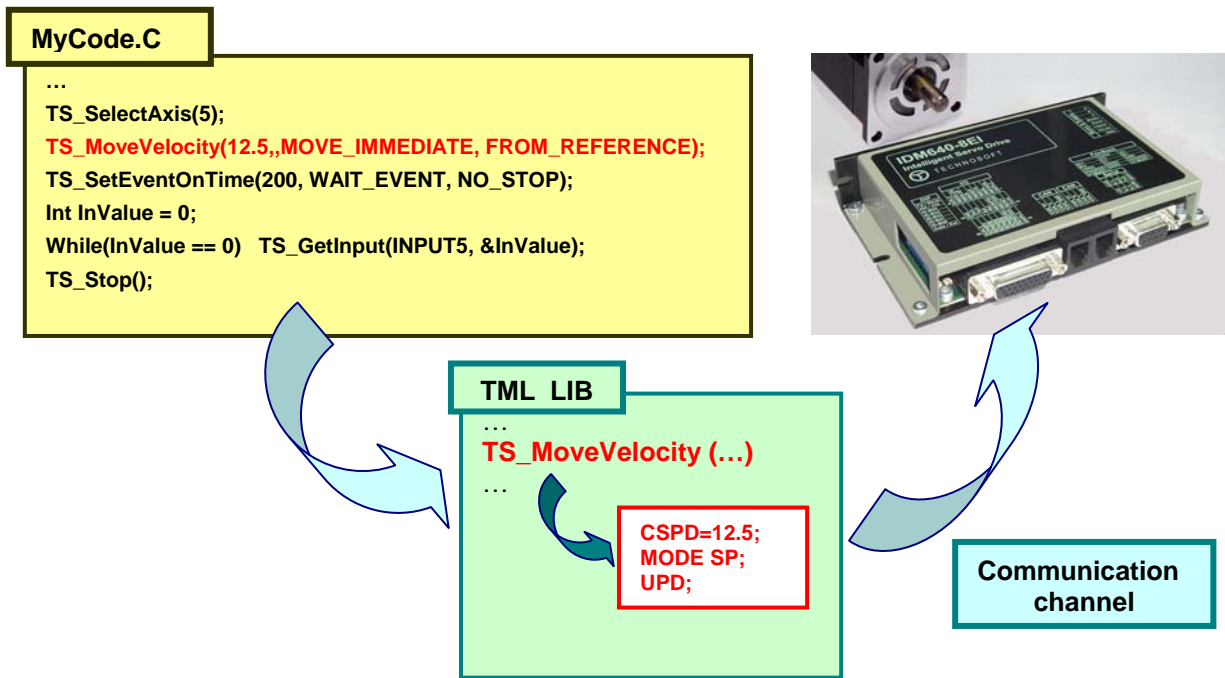 MyCode.C
…
TS_SelectAxis(5);
TS_MoveVelocity(12.5,,MOVE_IMMEDIATE, FROM_REFERENCE);
TS_SetEventOnTime(200, WAIT_EVENT, NO_STOP);
Int InValue = 0;
While(InValue == 0) TS_GetInput(INPUT5, &InValue);
TS_Stop();
IDM640-8EI
Intelligent Servo Drive
TECHNOSOFT
TML LIB
…
TS_MoveVelocity (…)
…
CSPD=12.5;
MODE SP;
UPD;
Communication
channel